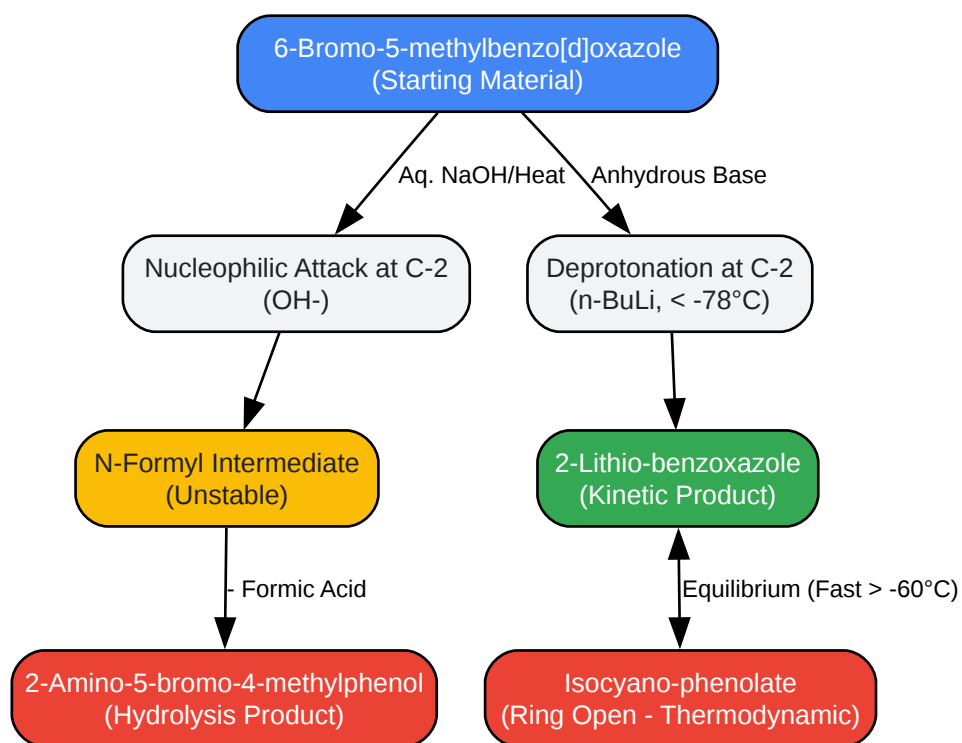 6-Bromo-5-methylbenzo[d]oxazole
(Starting Material)
Aq. NaOH/Heat
Anhydrous Base
Nucleophilic Attack at C-2
(OH-)
Deprotonation at C-2
(n-BuLi, < -78°C)
N-Formyl Intermediate
(Unstable)
2-Lithio-benzoxazole
(Kinetic Product)
- Formic Acid
Equilibrium (Fast > -60°C)
2-Amino-5-bromo-4-methylphenol
(Hydrolysis Product)
Isocyano-phenolate
(Ring Open - Thermodynamic)